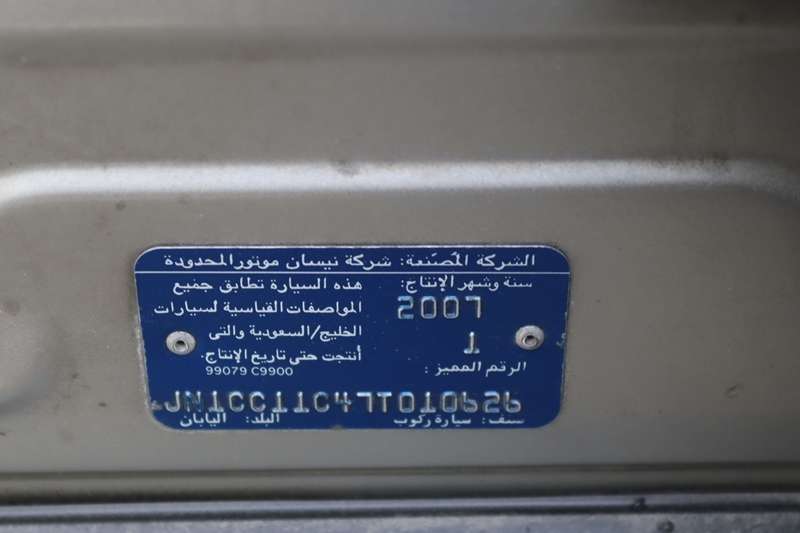 الشركة المصنعة: شركة نيسان موتور المحدودة
سنة وشهر الإنتاج:
2007
1
الرقم المميز :
هذه السيارة تطابق جميع
المواصفات القياسية لسيارات
الخليج/السعودية والتى
أنتجت حتى تاريخ الإنتاج.
99079 C9900
JN1CC11C47T010626
صنف: سيارة ركوب البلد: اليابان